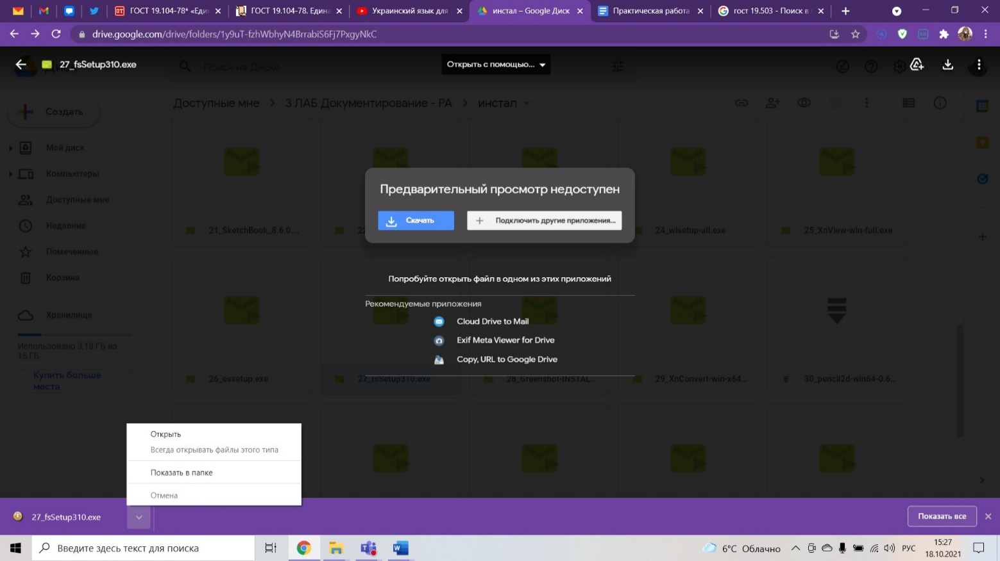 ГОСТ 19.104-78* «Един
ГОСТ 19.104-78. Едина
Украинский язык для
инстал – Google Диск
Практическая работа
гост 19.503 - Поиск в
drive.google.com/drive/folders/1y9uT-fzhWbhyN4BrrabiS6Fj7PxgyNkC
27_fsSetup310.exe
Поиск на Диске
Открыть с помощью...
Создать
Доступные мне > 3 ЛАБ Документирование - РА > инстал
Мой диск
Компьютеры
Доступные мне
Недавние
Помеченные
Корзина
Хранилище
Использовано 3,18 ГБ из
15 ГБ
Купить больше
места
Предварительный просмотр недоступен
Скачать
Подключить другие приложения...
21_SketchBook_8.6.0....
24_wisetup-all.exe
25_XnView-win-full.exe
Попробуйте открыть файл в одном из этих приложений
Рекомендуемые приложения
Cloud Drive to Mail
Exif Meta Viewer for Drive
Copy, URL to Google Drive
26_essetup.exe
27_fsSetup310.exe
28_Greenshot-INSTAL...
29_XnConvert-win-x64...
30_pencil2d-win64-0.6...
Открыть
Всегда открывать файлы этого типа
Показать в папке
Отмена
27_fsSetup310.exe
Показать все
Введите здесь текст для поиска
6°C Облачно
РУС
15:27
18.10.2021